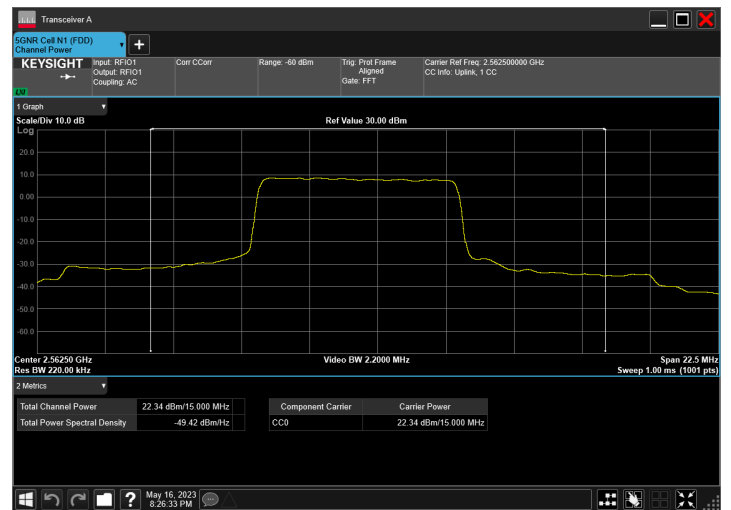 Transceiver A
5GNR Cell N1 (FDD)
Channel Power
KEYSIGHT
LXI
Input: RFIO1
Output: RFIO1
Coupling: AC
Corr CCorr
Range: -60 dBm
Trig: Prot Frame
Aligned
Gate: FFT
Carrier Ref Freq: 2.562500000 GHz
CC Info: Uplink, 1 CC
1 Graph
Scale/Div 10.0 dB
Ref Value 30.00 dBm
Log
20.0
10.0
0.00
-10.0
-20.0
-30.0
-40.0
-50.0
-60.0
Center 2.56250 GHz
Video BW 2.2000 MHz
Span 22.5 MHz
Res BW 220.00 kHz
Sweep 1.00 ms (1001 pts)
2 Metrics
Total Channel Power 22.34 dBm/15.000 MHz
Total Power Spectral Density -49.42 dBm/Hz
Component Carrier Carrier Power
CC0 22.34 dBm/15.000 MHz
May 16, 2023
8:26:33 PM